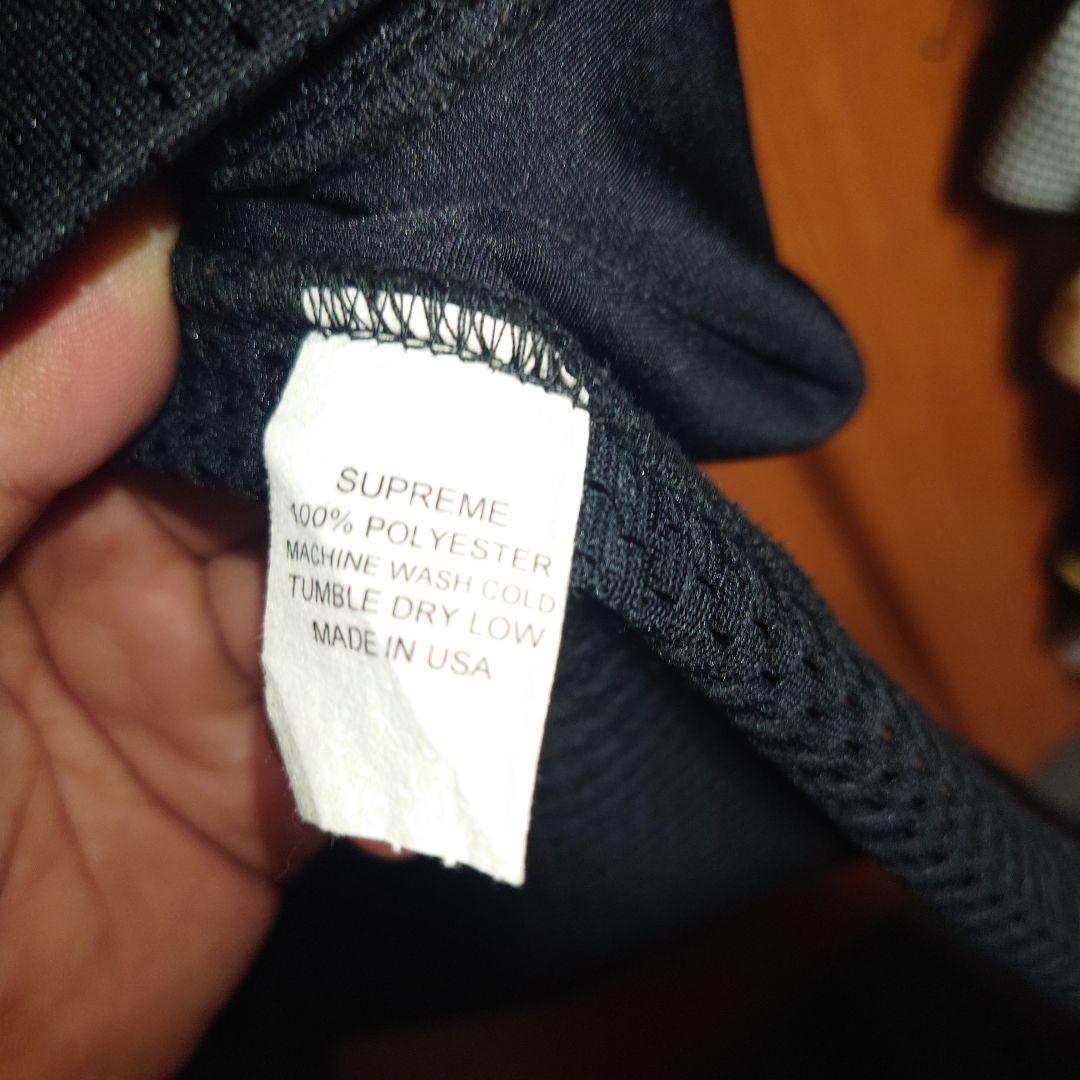 SUPREME
100% POLYESTER
MACHINE WASH COLD
TUMBLE DRY LOW
MADE IN USA